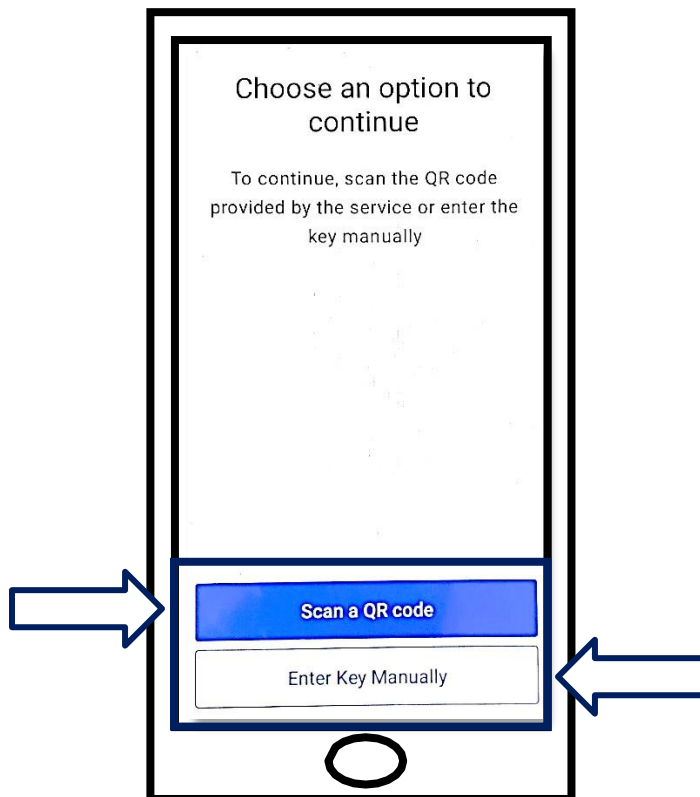 Choose an option to
continue
To continue, scan the QR code
provided by the service or enter the
key manually
Scan a QR code
Enter Key Manually